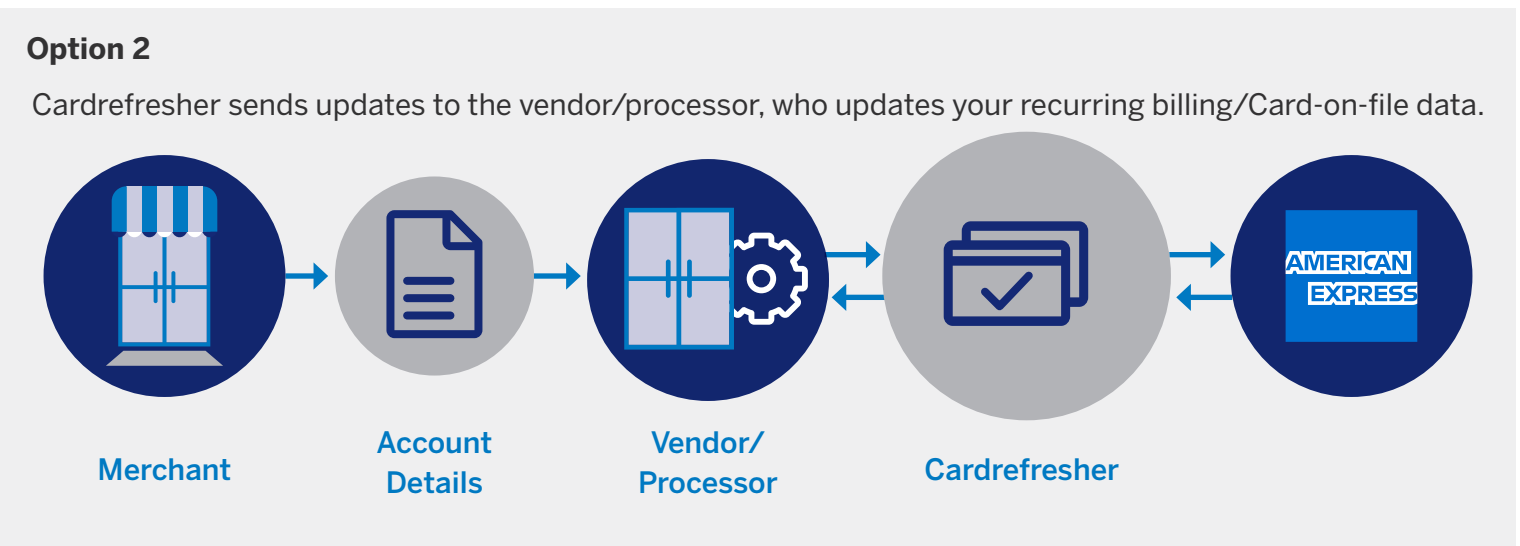 Option 2
Cardrefresher sends updates to the vendor/processor, who updates your recurring billing/Card-on-file data.
AMERICAN
EXPRESS
Merchant
Account
Details
Vendor/
Processor
Cardrefresher